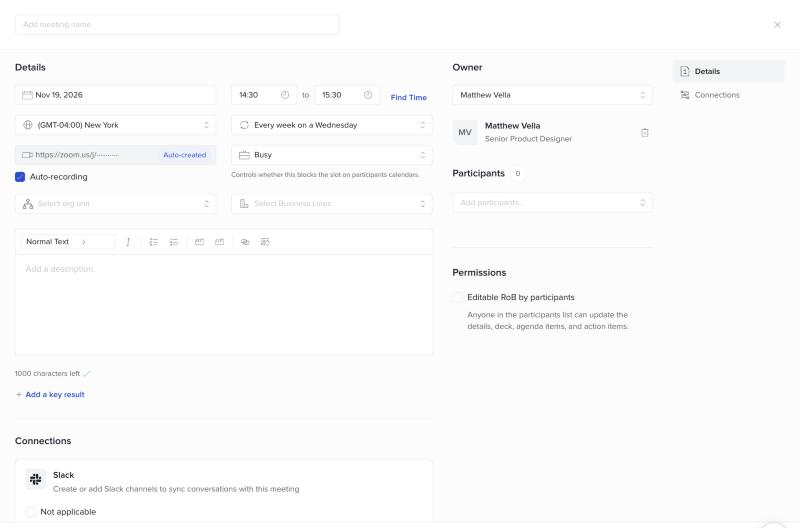 Add meeting name
Details
Nov 19, 2026
14:30
to
15:30
Find Time
(GMT-04:00) New York
Every week on a Wednesday
https://zoom.us/j/··········
Auto-created
Busy
Auto-recording
Controls whether this blocks the slot on participants calendars.
Select org unit
Select Business Lines
Normal Text
Add a description.
1000 characters left
+ Add a key result
Connections
Slack
Create or add Slack channels to sync conversations with this meeting
Not applicable
Owner
Matthew Vella
MV
Matthew Vella
Senior Product Designer
Participants
0
Add participants...
Permissions
Editable RoB by participants
Anyone in the participants list can update the
details, deck, agenda items, and action items.
Details
Connections